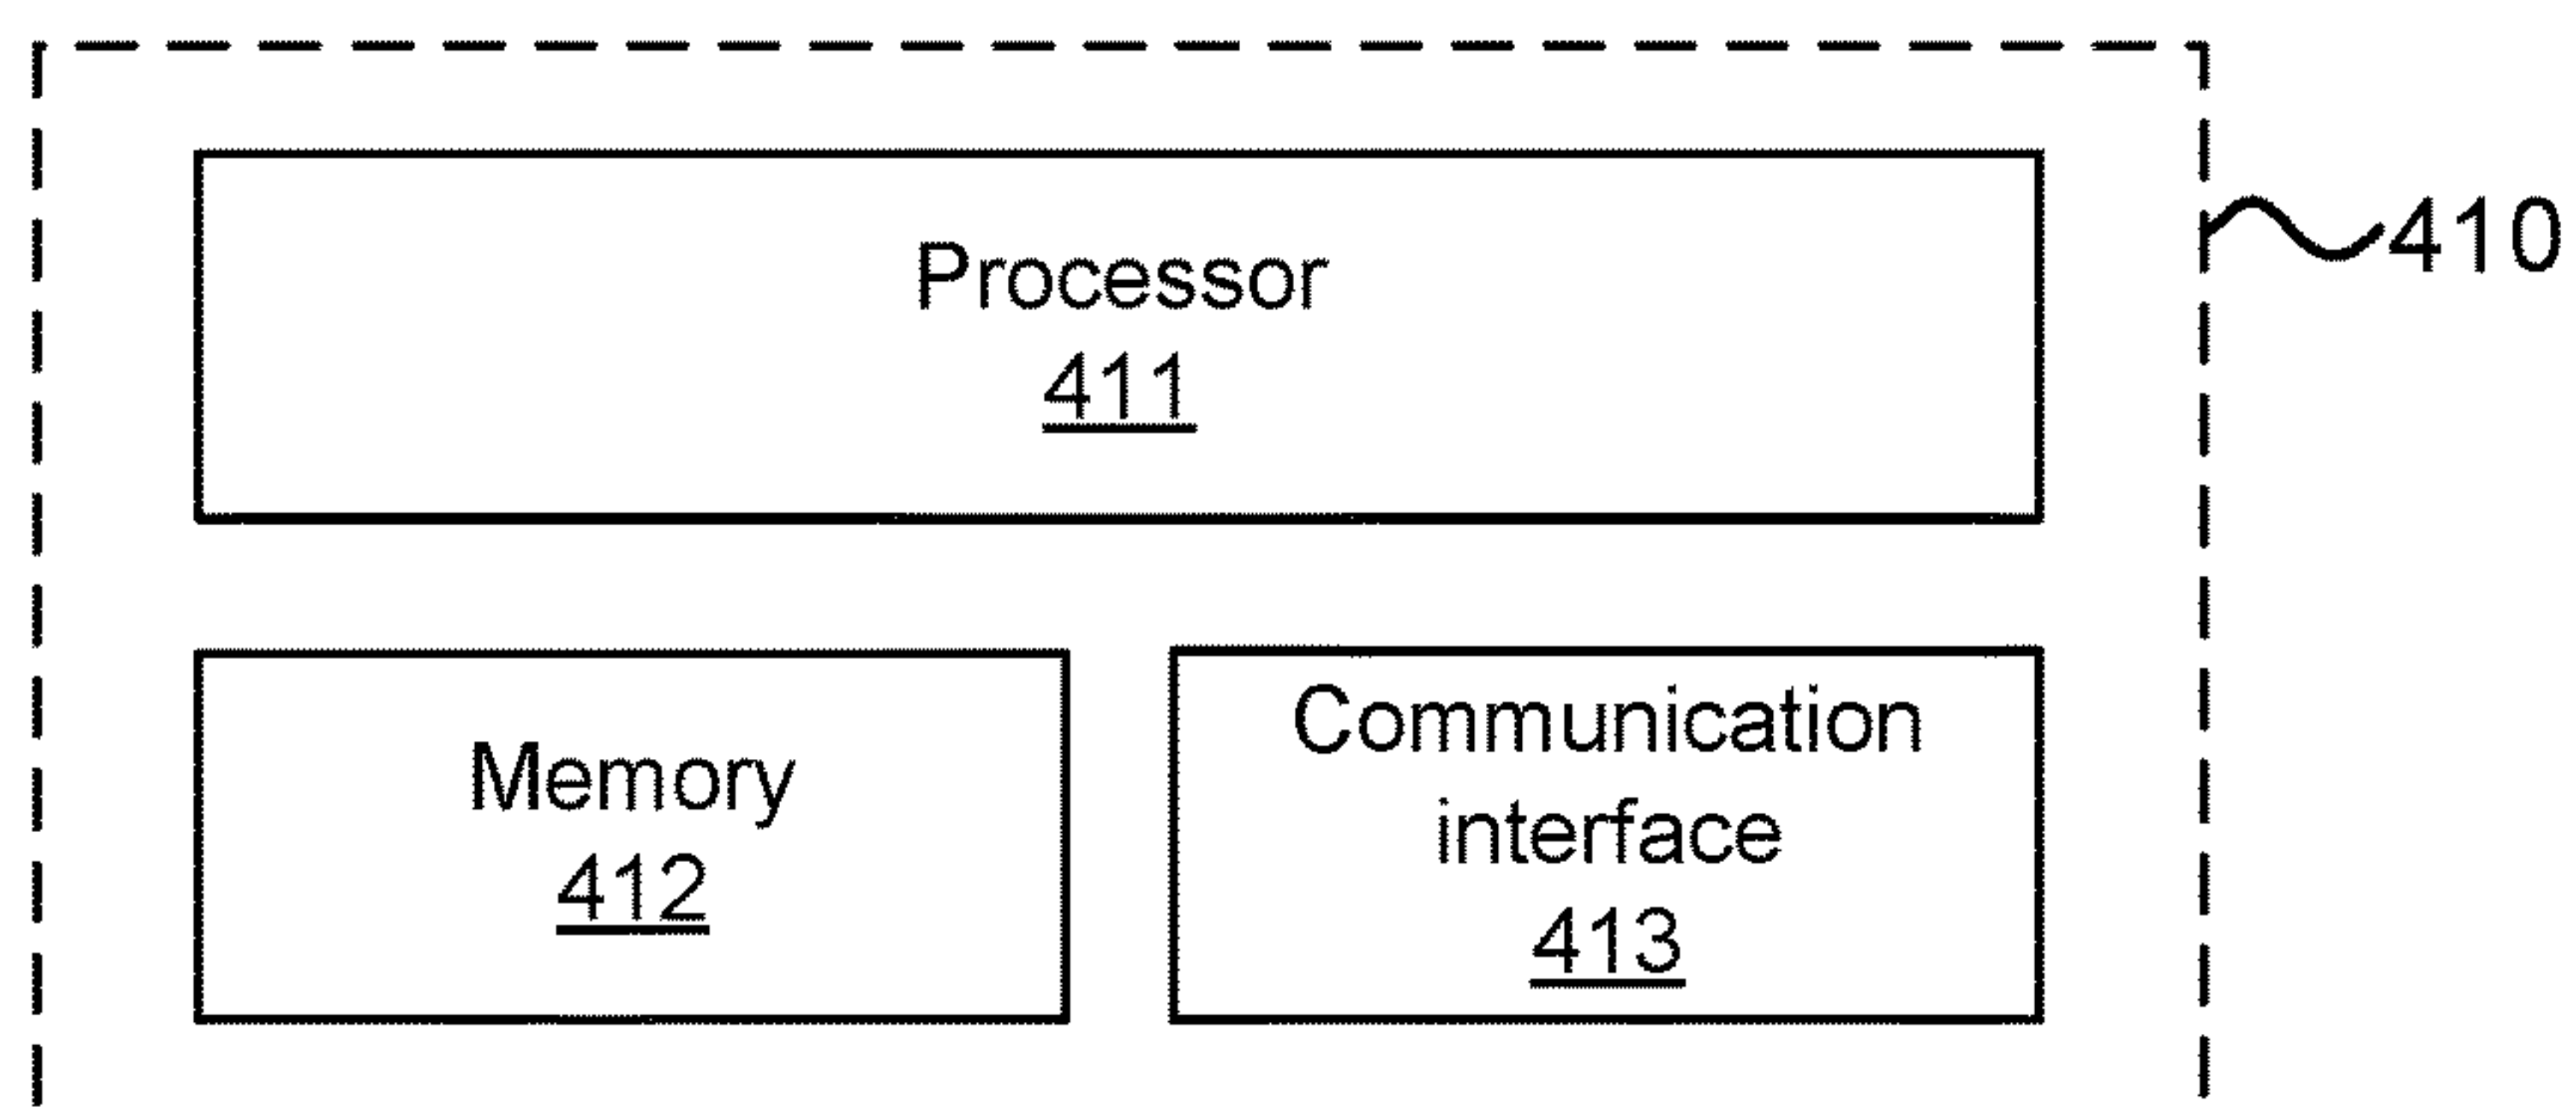 Processor
411
410
Memory
412
Communication
interface
413